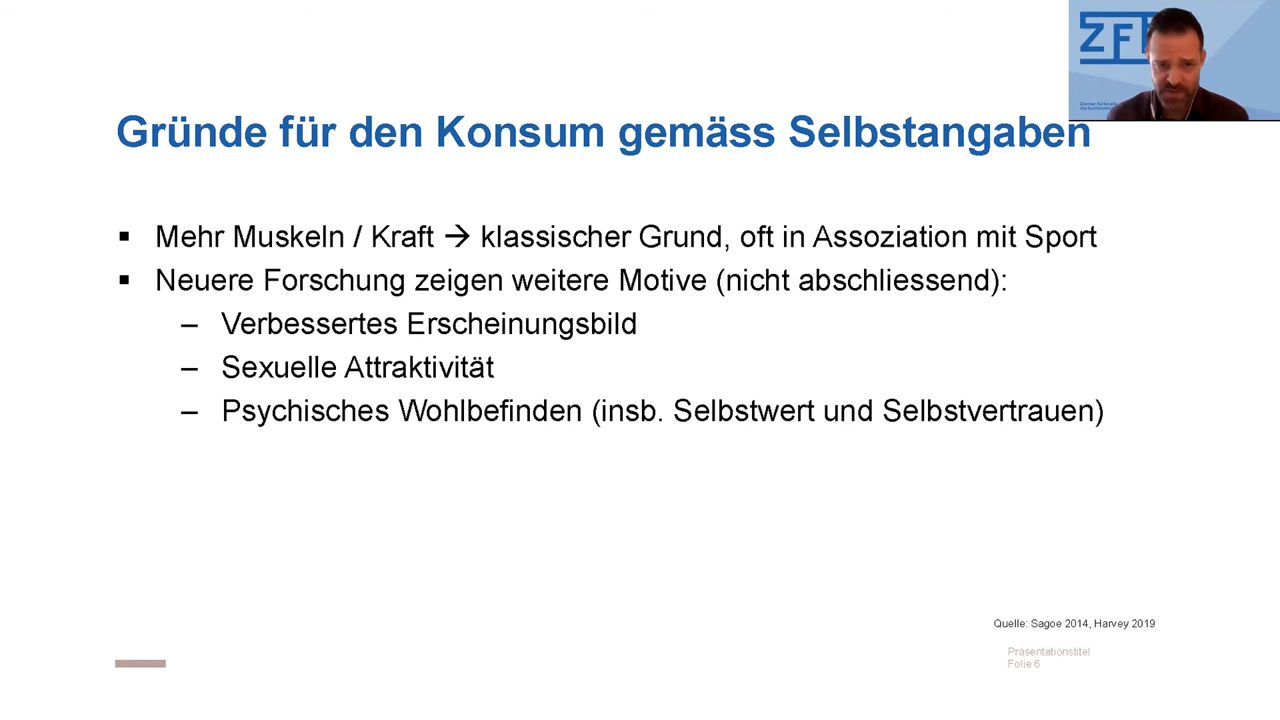 ZF
Gründe für den Konsum gemäss Selbstangaben
▪ Mehr Muskeln / Kraft → klassischer Grund, oft in Assoziation mit Sport
▪ Neuere Forschung zeigen weitere Motive (nicht abschliessend):
– Verbessertes Erscheinungsbild
– Sexuelle Attraktivität
– Psychisches Wohlbefinden (insb. Selbstwert und Selbstvertrauen)
Quelle: Sagoe 2014, Harvey 2019
Präsentationstitel
Folie 6